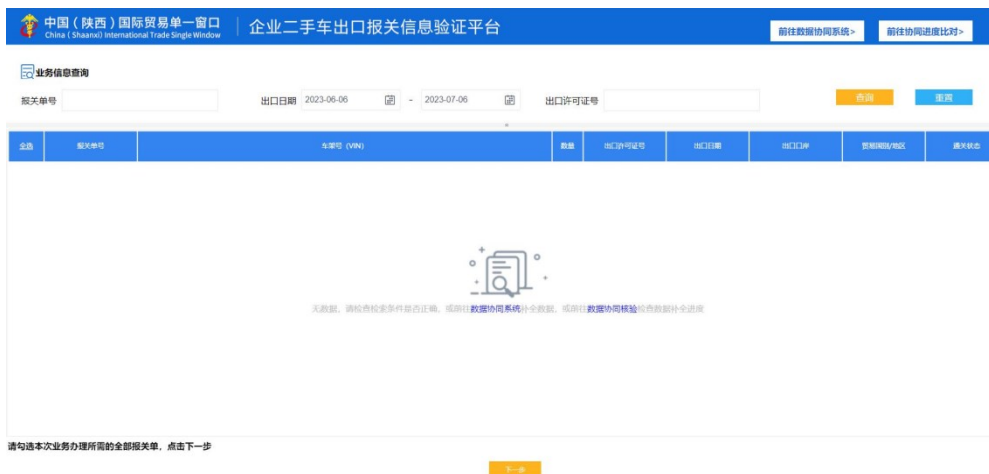 中国（陕西）国际贸易单一窗口
China ( Shaanxi) International Trade Single Window
企业二手车出口报关信息验证平台
前往数据协同系统>
前往协同进度比对>
业务信息查询
报关单号
出口日期 2023-06-06 - 2023-07-06
出口许可证号
查询
重置
全选 报关单号 车架号 (VIN) 数量 出口许可证号 出口日期 出口口岸 贸易国别/地区 通关状态
无数据，请检查检索条件是否正确，或前往数据协同系统补全数据，或前往数据协同核验检查数据补全进度
请勾选本次业务办理所需的全部报关单，点击下一步
下一步